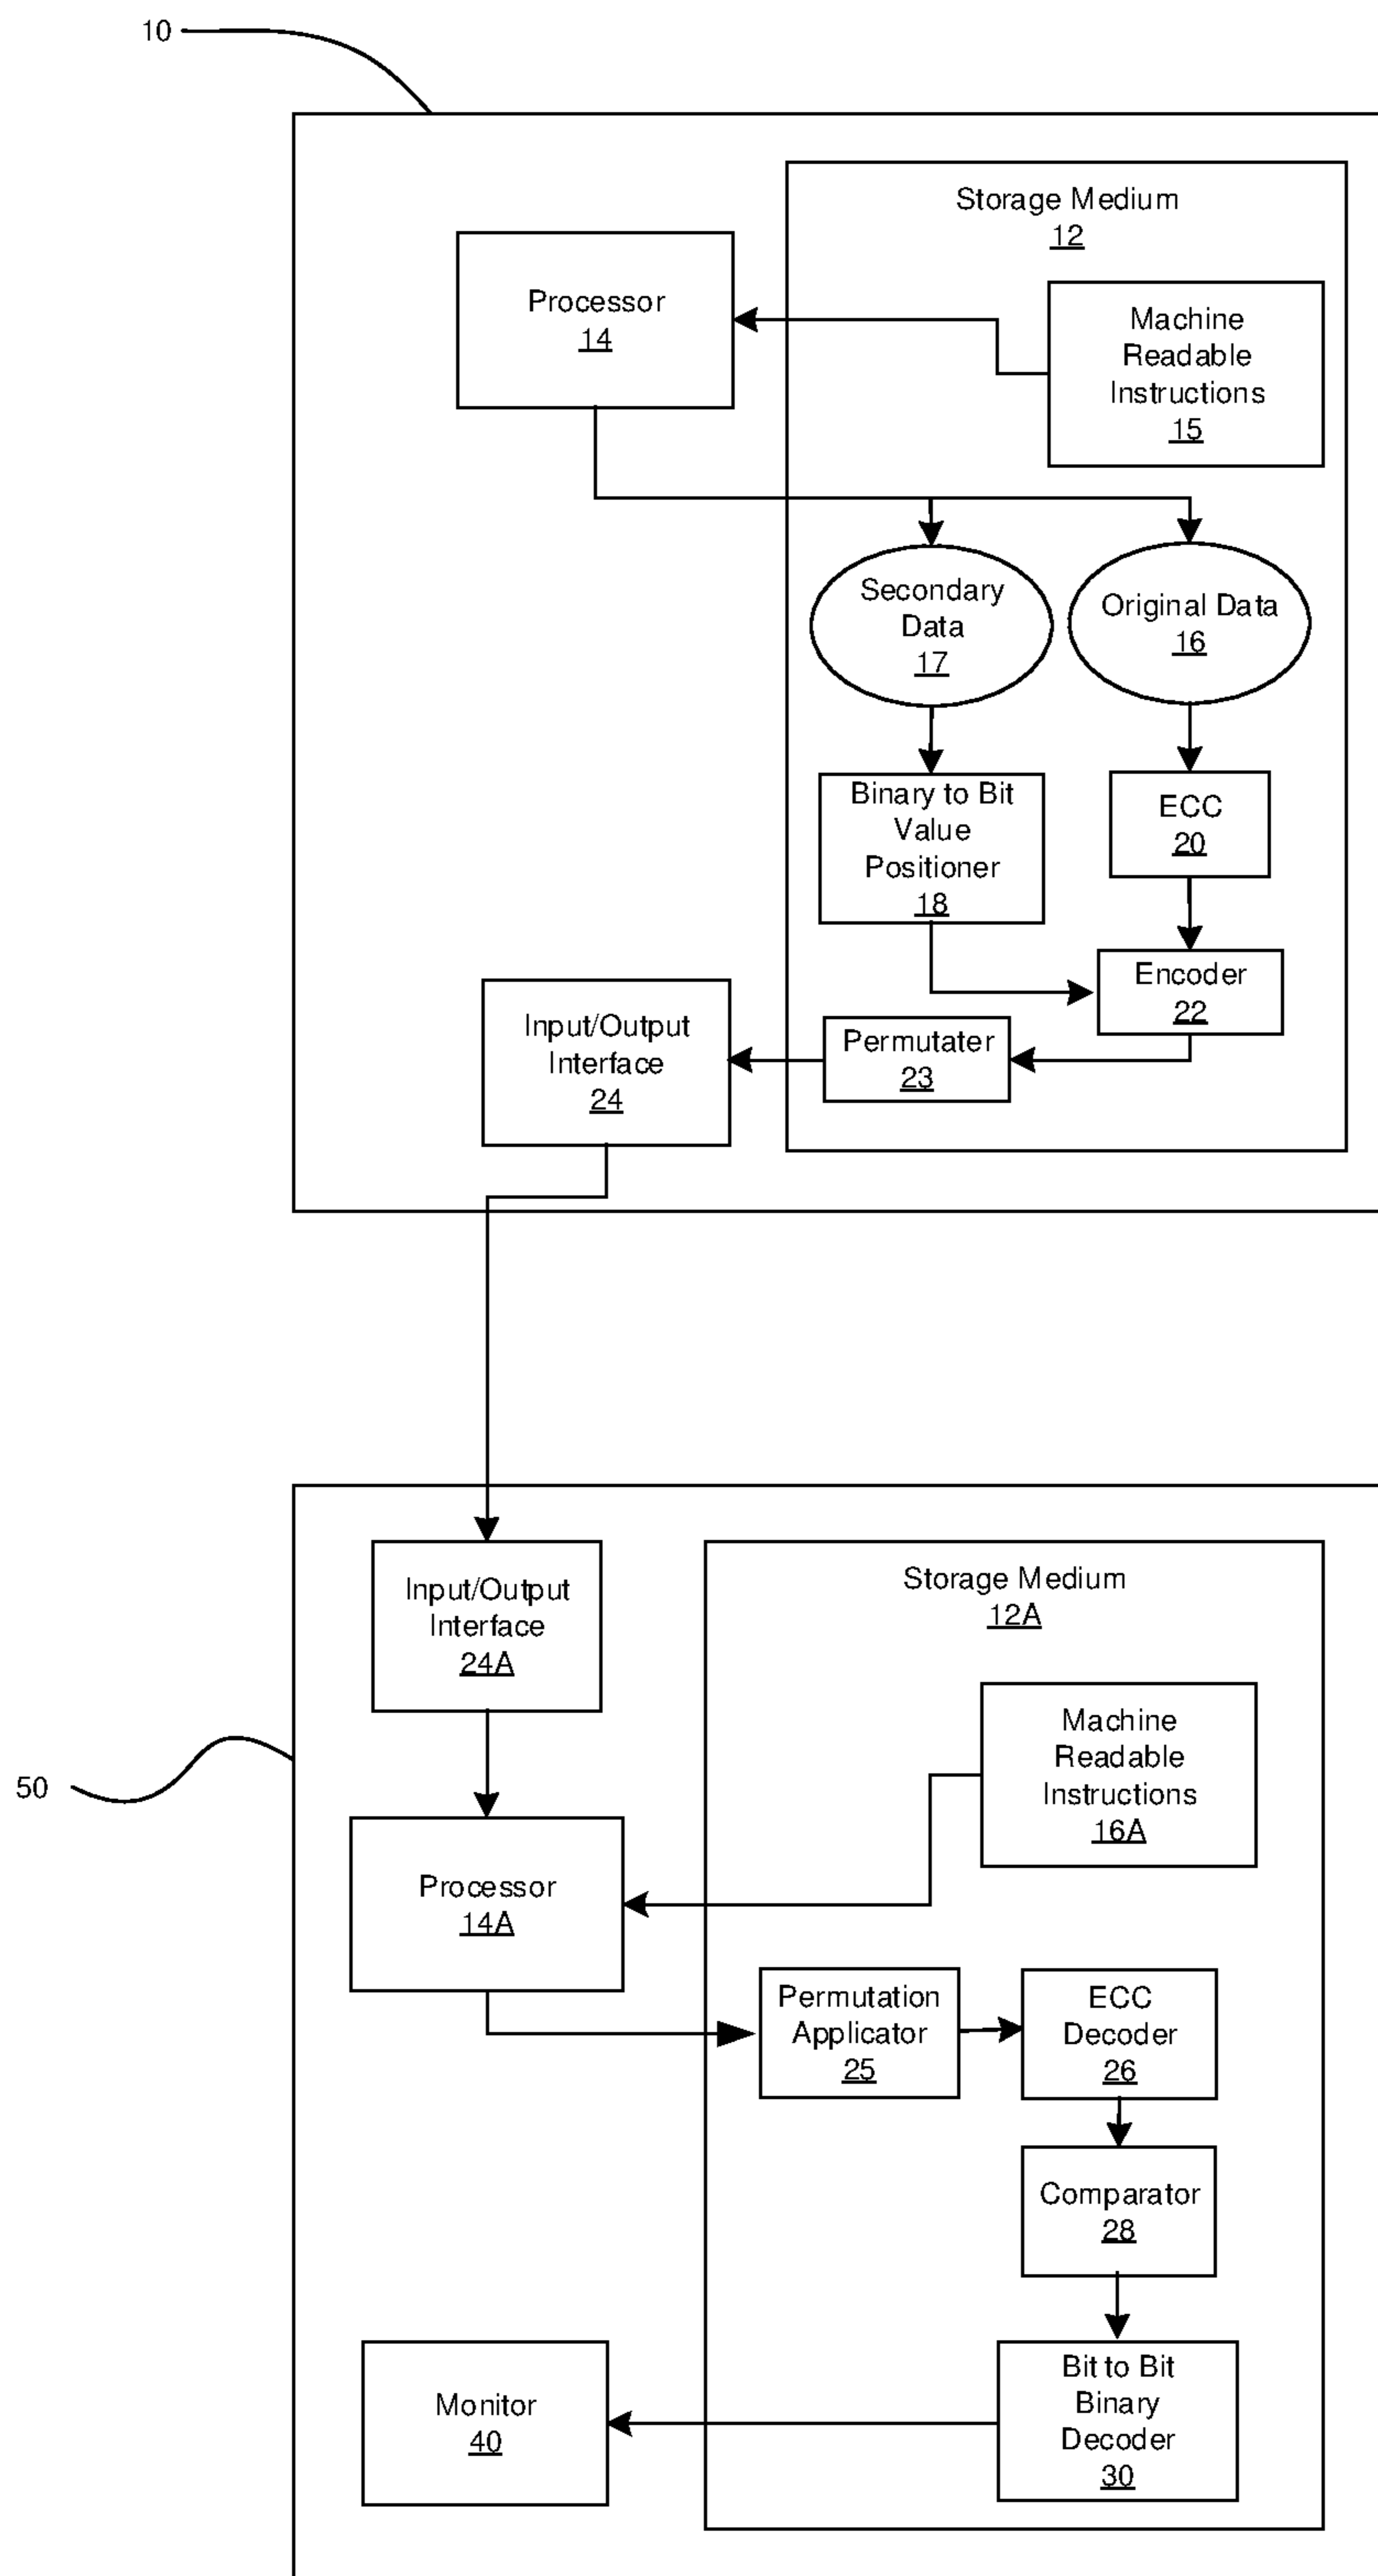 10
Storage Medium
12
Processor
14
Machine
Readable
Instructions
15
Secondary
Data
17
Original Data
16
Binary to Bit
Value
Positioner
18
ECC
20
Encoder
22
Input/Output
Interface
24
Permutater
23
Input/Output
Interface
24A
Storage Medium
12A
Machine
Readable
Instructions
16A
50
Processor
14A
Permutation
Applicator
25
ECC
Decoder
26
Comparator
28
Monitor
40
Bit to Bit
Binary
Decoder
30